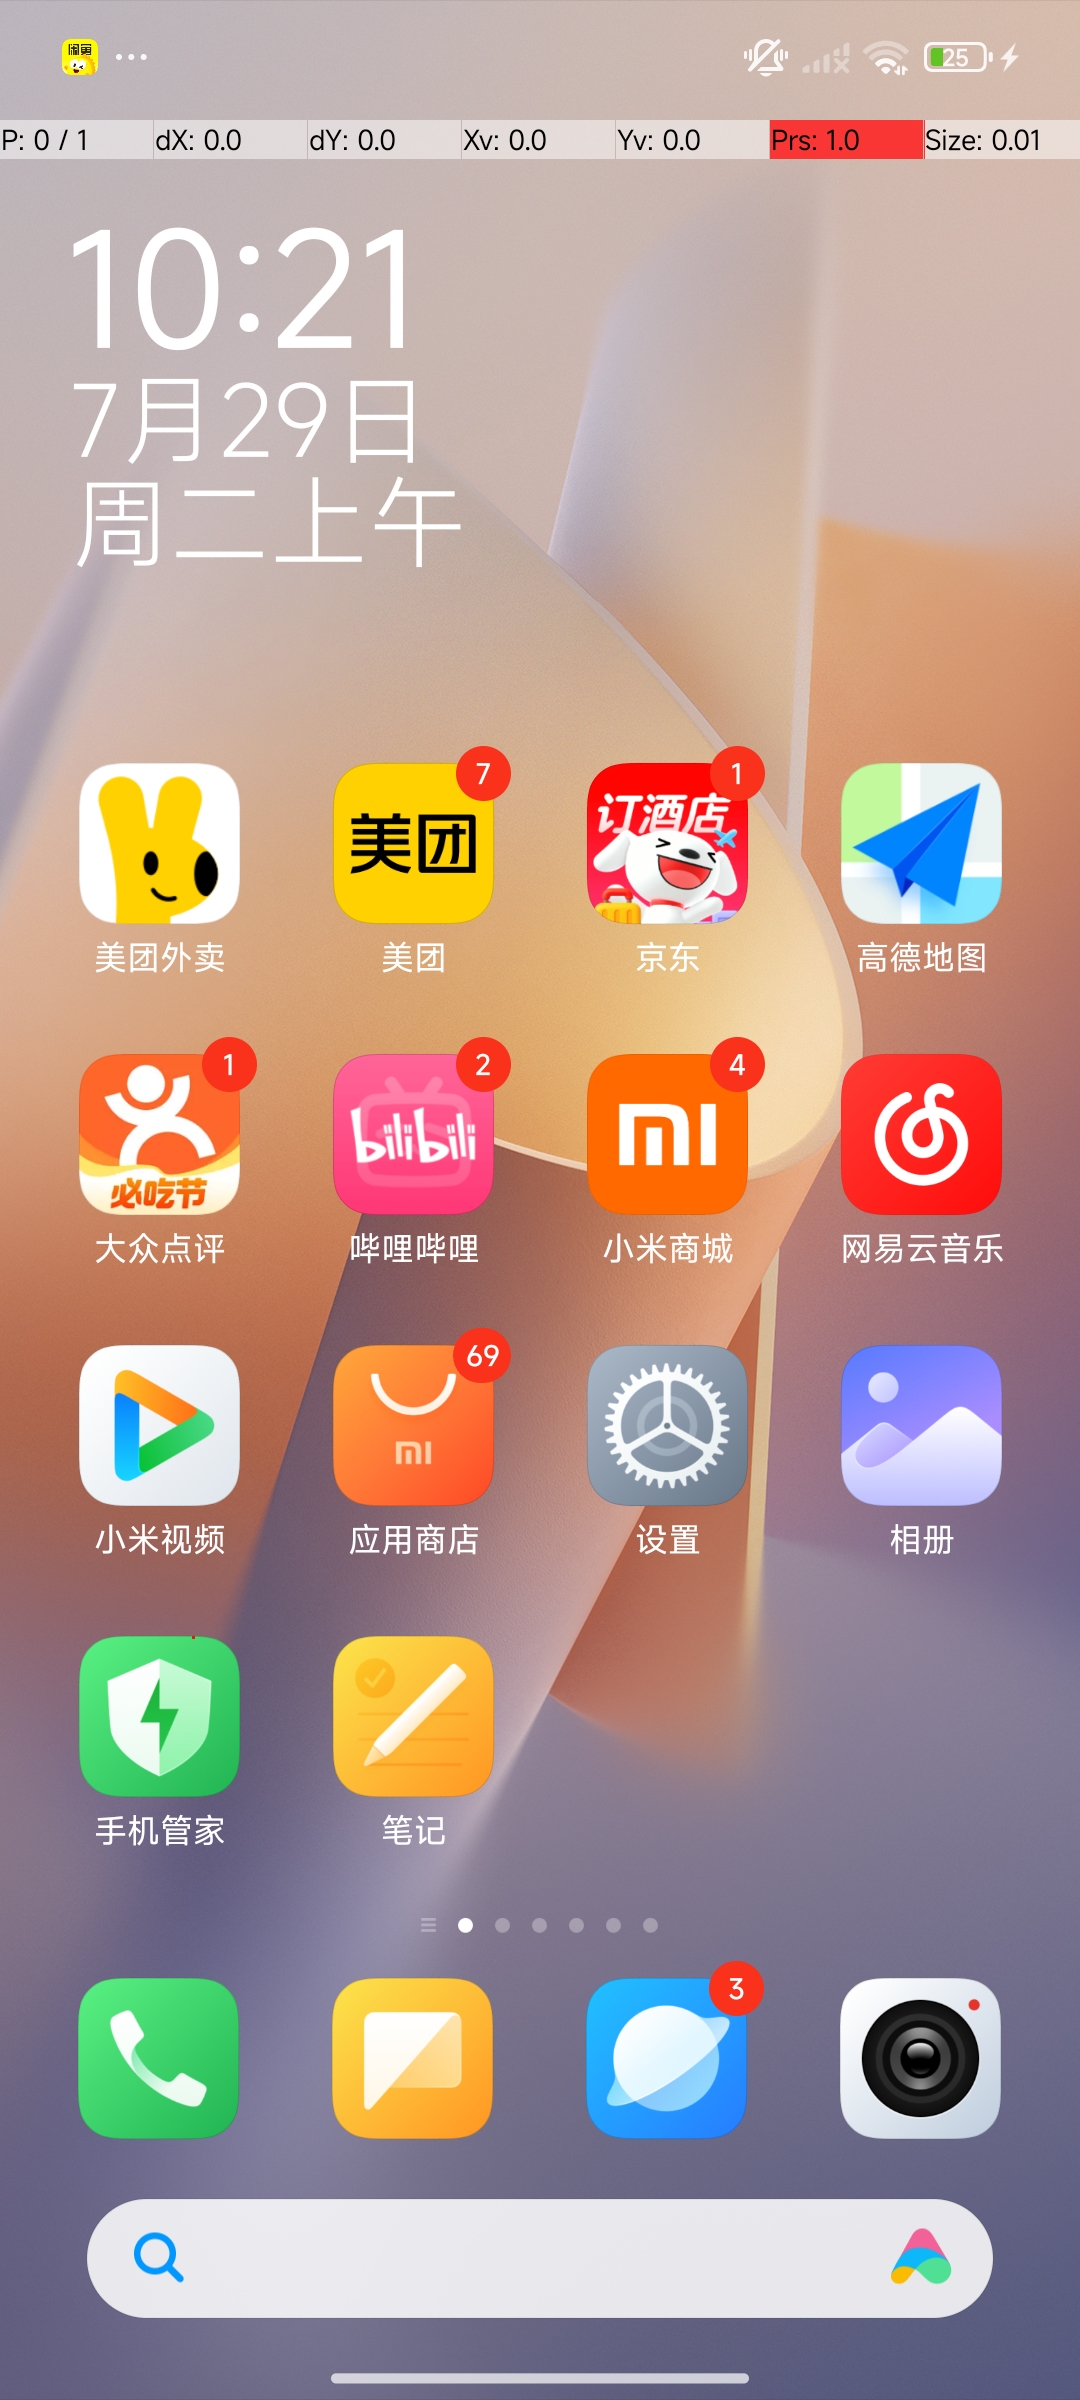 闲鱼
25
P: 0 / 1 dX: 0.0 dY: 0.0 Xv: 0.0 Yv: 0.0 Prs: 1.0 Size: 0.01
10:21
7月29日
周二上午
7 1
美团 订酒店
美团外卖 美团 京东 高德地图
1 2 4
bilibili
必吃节
大众点评 哔哩哔哩 小米商城 网易云音乐
69
小米视频 应用商店 设置 相册
手机管家 笔记
3